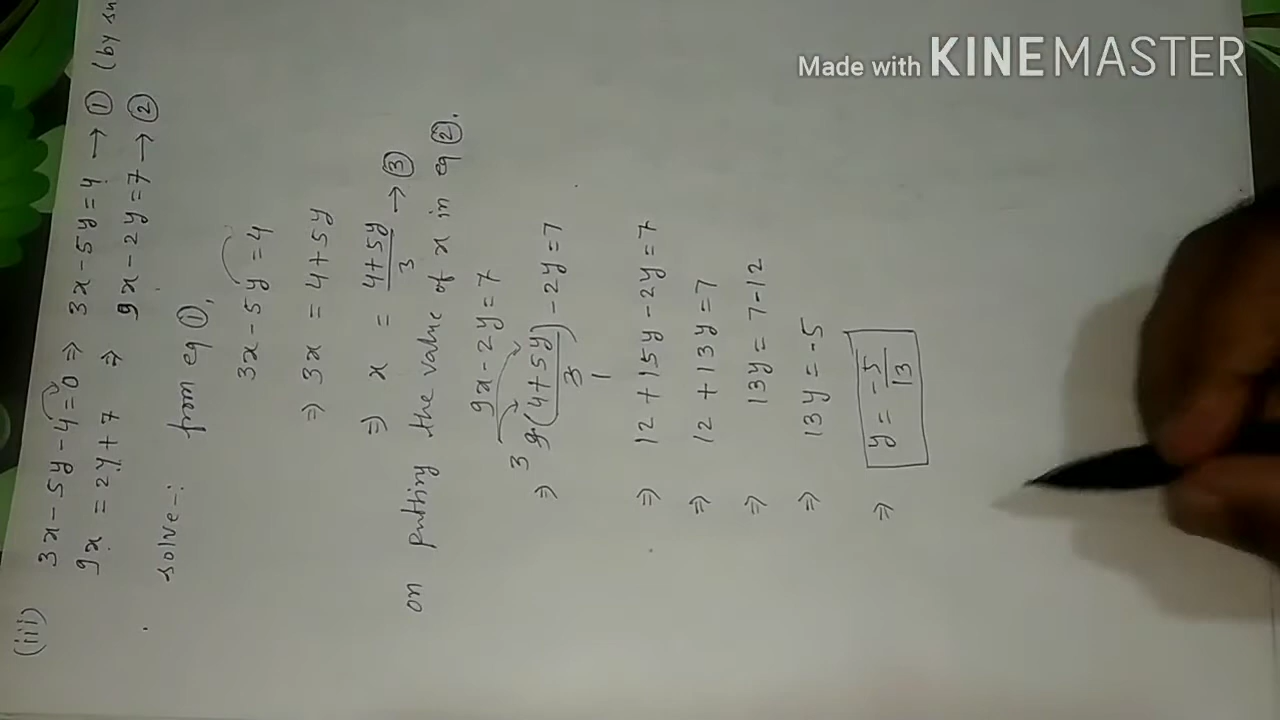 (iii) 3x - 5y - 4 = 0 ⇒ 3x - 5y = 4 → ① (by
9x = 2y + 7 ⇒ 9x - 2y = 7 → ②
solve-: from eq ①,
3x - 5y = 4
⇒ 3x = 4 + 5y
⇒ x = 4+5y/3 → ③
on putting the value of x in eq ②.
9x - 2y = 7
⇒ 3 9(4+5y/3) - 2y = 7
1
⇒ 12 + 15y - 2y = 7
⇒ 12 + 13y = 7
⇒ 13y = 7 - 12
⇒ 13y = -5
⇒ y = -5/13
Made with KINEMASTER